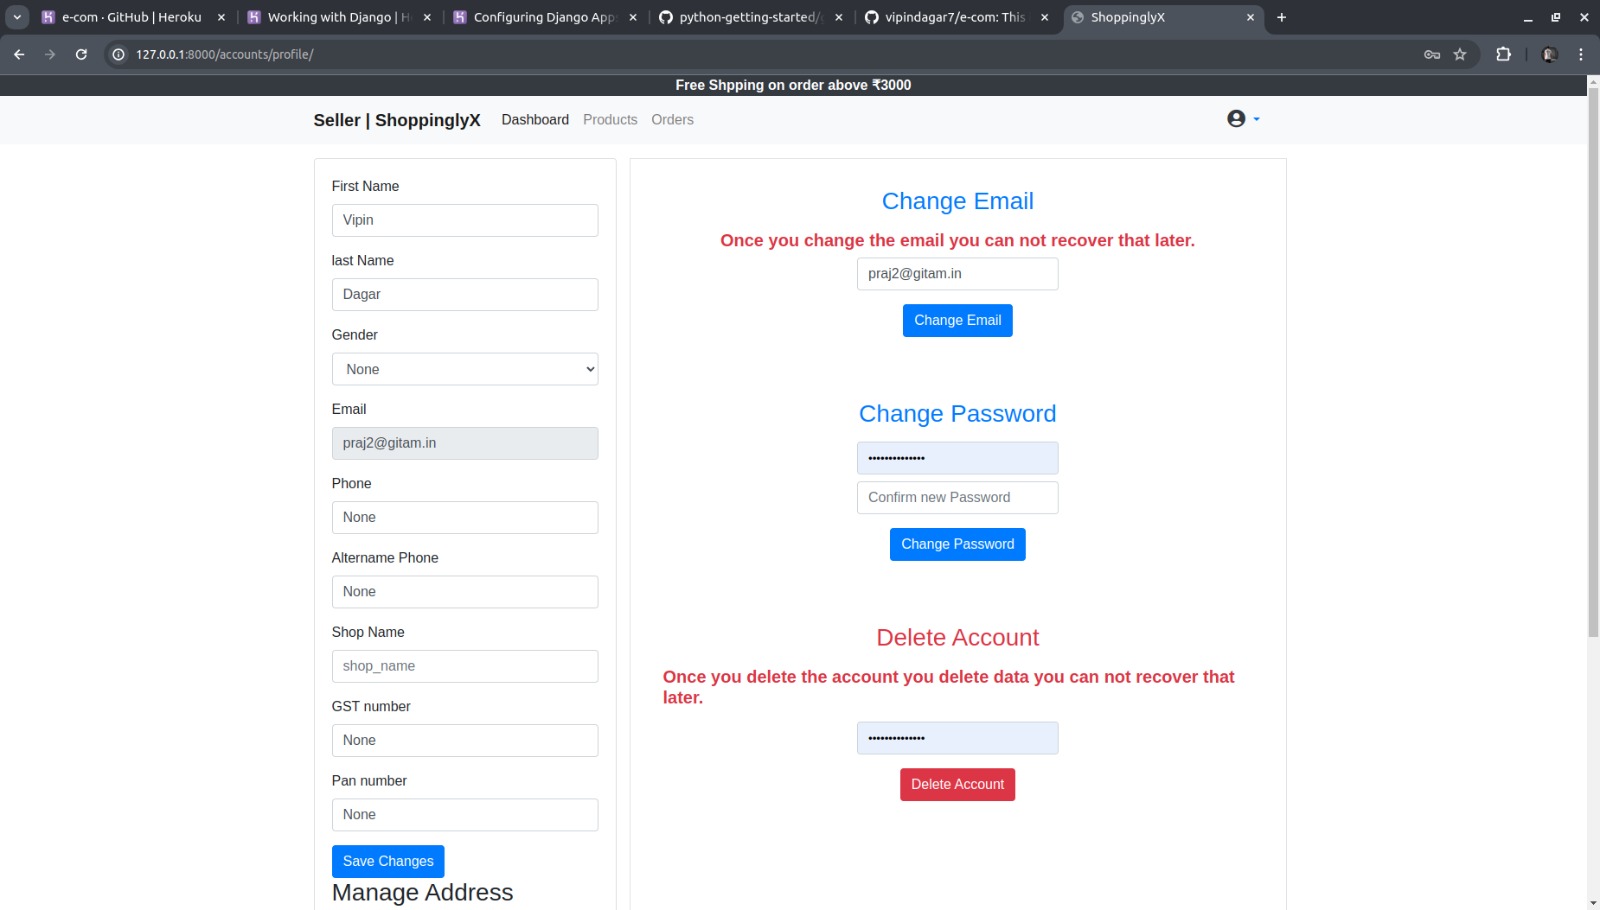 e-com · GitHub | Heroku
Working with Django | H
Configuring Django App
python-getting-started/
vipindagar7/e-com: This
ShoppinglyX
127.0.0.1:8000/accounts/profile/
Free Shpping on order above ₹3000
Seller | ShoppinglyX Dashboard Products Orders
First Name
Vipin
last Name
Dagar
Gender
None
Email
praj2@gitam.in
Phone
None
Altername Phone
None
Shop Name
shop_name
GST number
None
Pan number
None
Save Changes
Manage Address
Change Email
Once you change the email you can not recover that later.
praj2@gitam.in
Change Email
Change Password
Confirm new Password
Change Password
Delete Account
Once you delete the account you delete data you can not recover that
later.
Delete Account